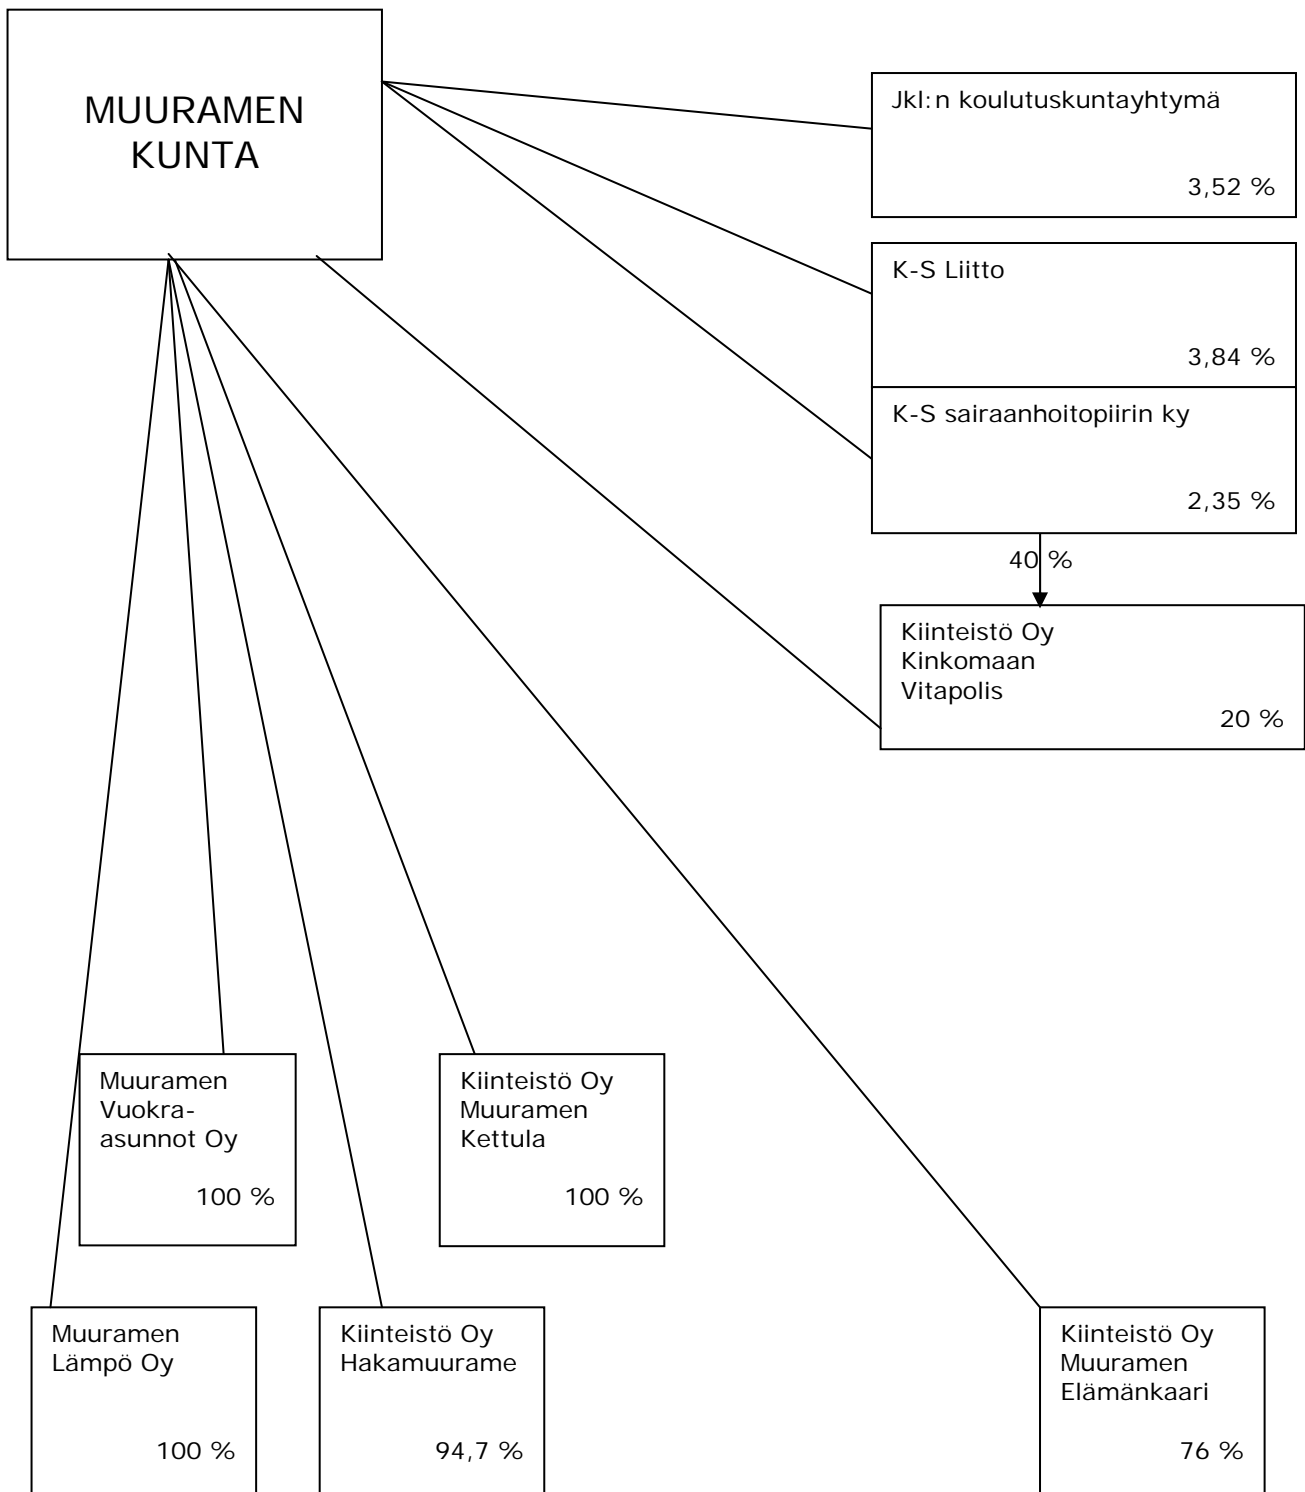 MUURAMEN
KUNTA
Jkl:n koulutuskuntayhtymä
3,52 %
K-S Liitto
3,84 %
K-S sairaanhoitopiirin ky
2,35 %
40 %
Kiinteistö Oy
Kinkomaan
Vitapolis
20 %
Muuramen
Vuokra-
asunnot Oy
100 %
Kiinteistö Oy
Muuramen
Kettula
100 %
Muuramen
Lämpö Oy
100 %
Kiinteistö Oy
Hakamuurame
94,7 %
Kiinteistö Oy
Muuramen
Elämänkaari
76 %